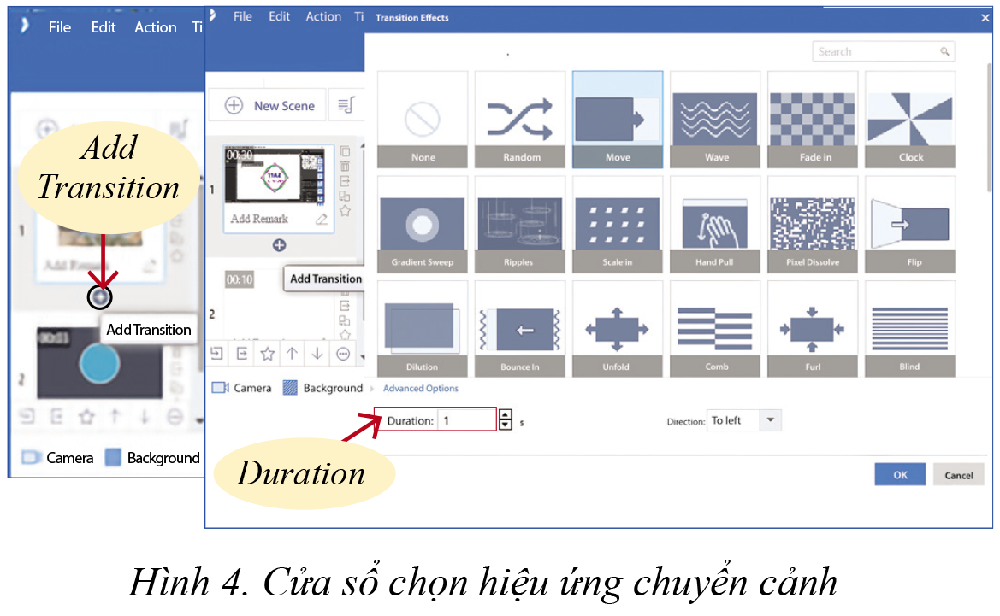 File Edit Action Ti
Add
Transition
1
Add Remark
Add Transition
00:03
2
Camera Background
File Edit Action Ti
Transition Effects
Search
New Scene
00:30
11A2
1
Add Remark
00:10
Add Transition
2
Camera Background
None Random Move Wave Fade in Clock
Gradient Sweep Ripples Scale in Hand Pull Pixel Dissolve Flip
Dilution Bounce In Unfold Comb Furl Blind
Advanced Options
Duration: 1 s
Direction: To left
Duration
OK Cancel
Hình 4. Cửa sổ chọn hiệu ứng chuyển cảnh